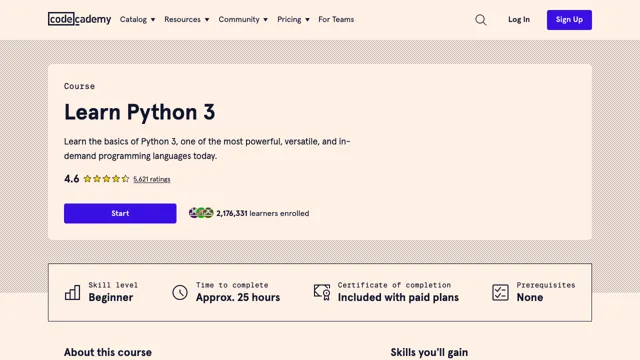 codecademy Catalog Resources Community Pricing For Teams Log In Sign Up
Course
Learn Python 3
Learn the basics of Python 3, one of the most powerful, versatile, and in-
demand programming languages today.
4.6 5,621 ratings
Start 2,176,331 learners enrolled
Skill level
Beginner
Time to complete
Approx. 25 hours
Certificate of completion
Included with paid plans
Prerequisites
None
About this course
Skills you'll gain